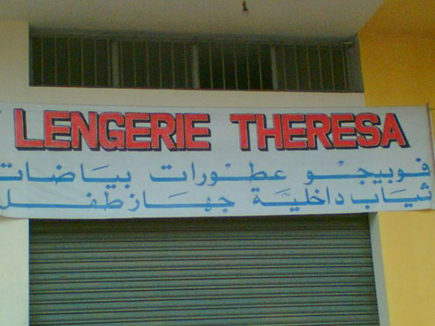 LENGERIE THERESA
فوبيجو عطورات بياضات
ثياب داخلية جهاز طفل